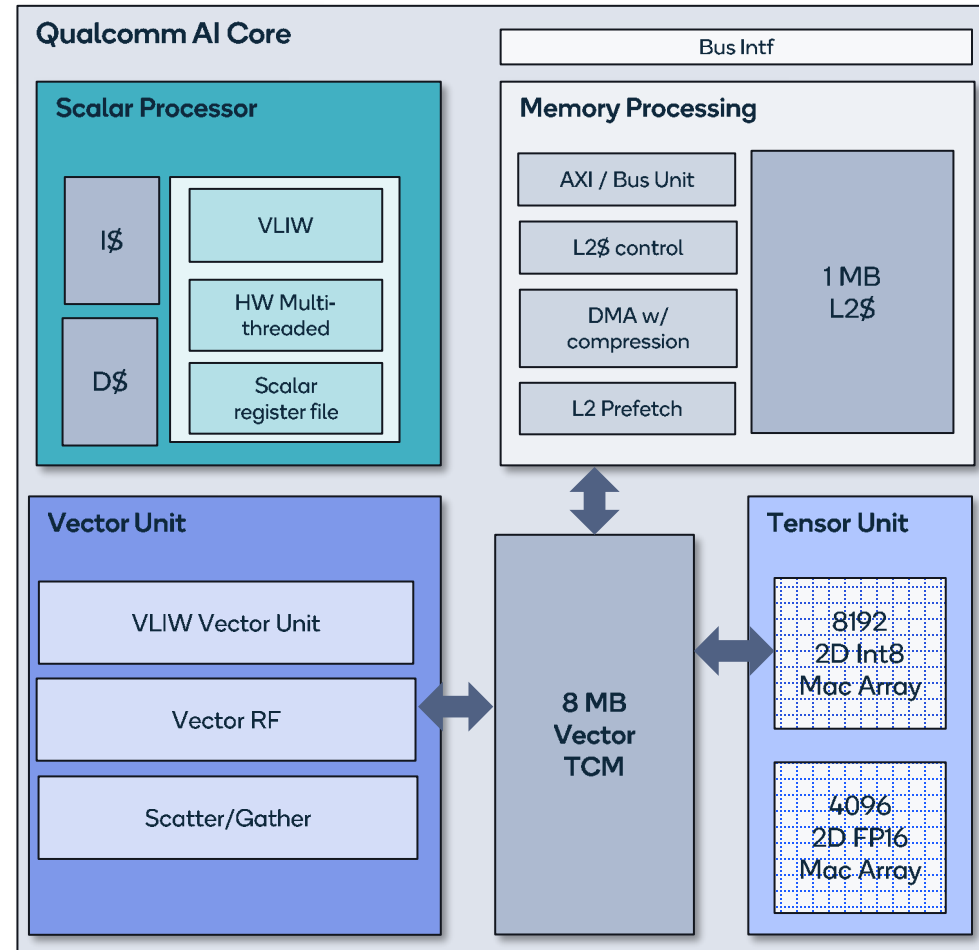 Qualcomm AI Core
Bus Intf
Scalar Processor
I$
D$
VLIW
HW Multi-
threaded
Scalar
register file
Memory Processing
AXI / Bus Unit
L2$ control
DMA w/
compression
L2 Prefetch
1 MB
L2$
Vector Unit
VLIW Vector Unit
Vector RF
Scatter/Gather
8 MB
Vector
TCM
Tensor Unit
8192
2D Int8
Mac Array
4096
2D FP16
Mac Array